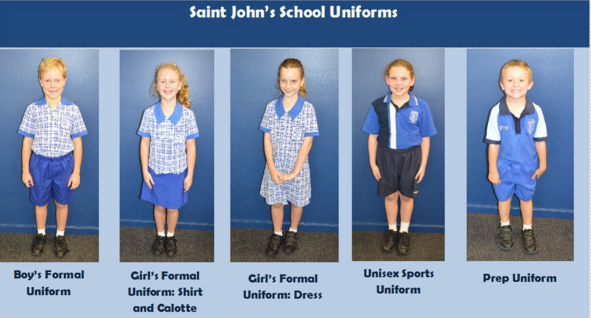 Saint John's School Uniforms
Boy's Formal
Uniform
Girl's Formal
Uniform: Shirt
and Calotte
Girl's Formal
Uniform: Dress
Unisex Sports
Uniform
Prep Uniform